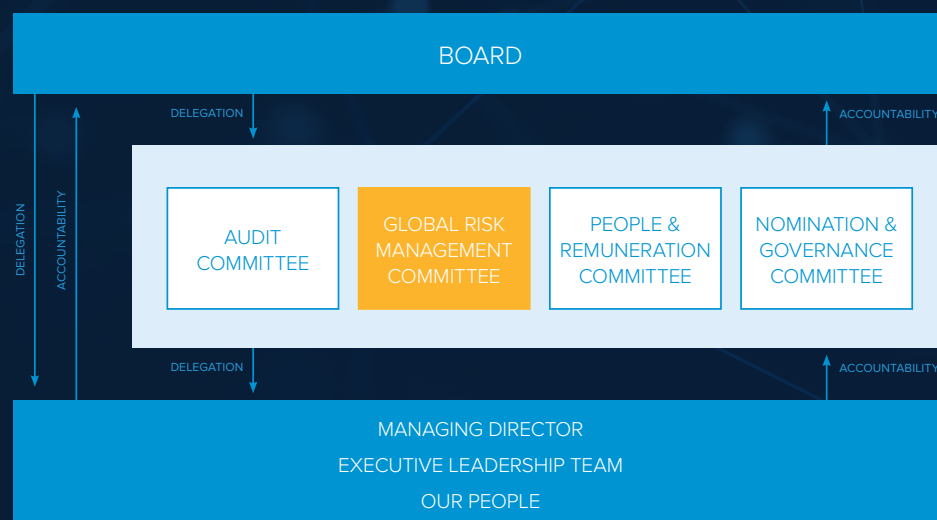 BOARD
DELEGATION
ACCOUNTABILITY
DELEGATION
ACCOUNTABILITY
AUDIT
COMMITTEE
GLOBAL RISK
MANAGEMENT
COMMITTEE
PEOPLE &
REMUNERATION
COMMITTEE
NOMINATION &
GOVERNANCE
COMMITTEE
DELEGATION
ACCOUNTABILITY
MANAGING DIRECTOR
EXECUTIVE LEADERSHIP TEAM
OUR PEOPLE